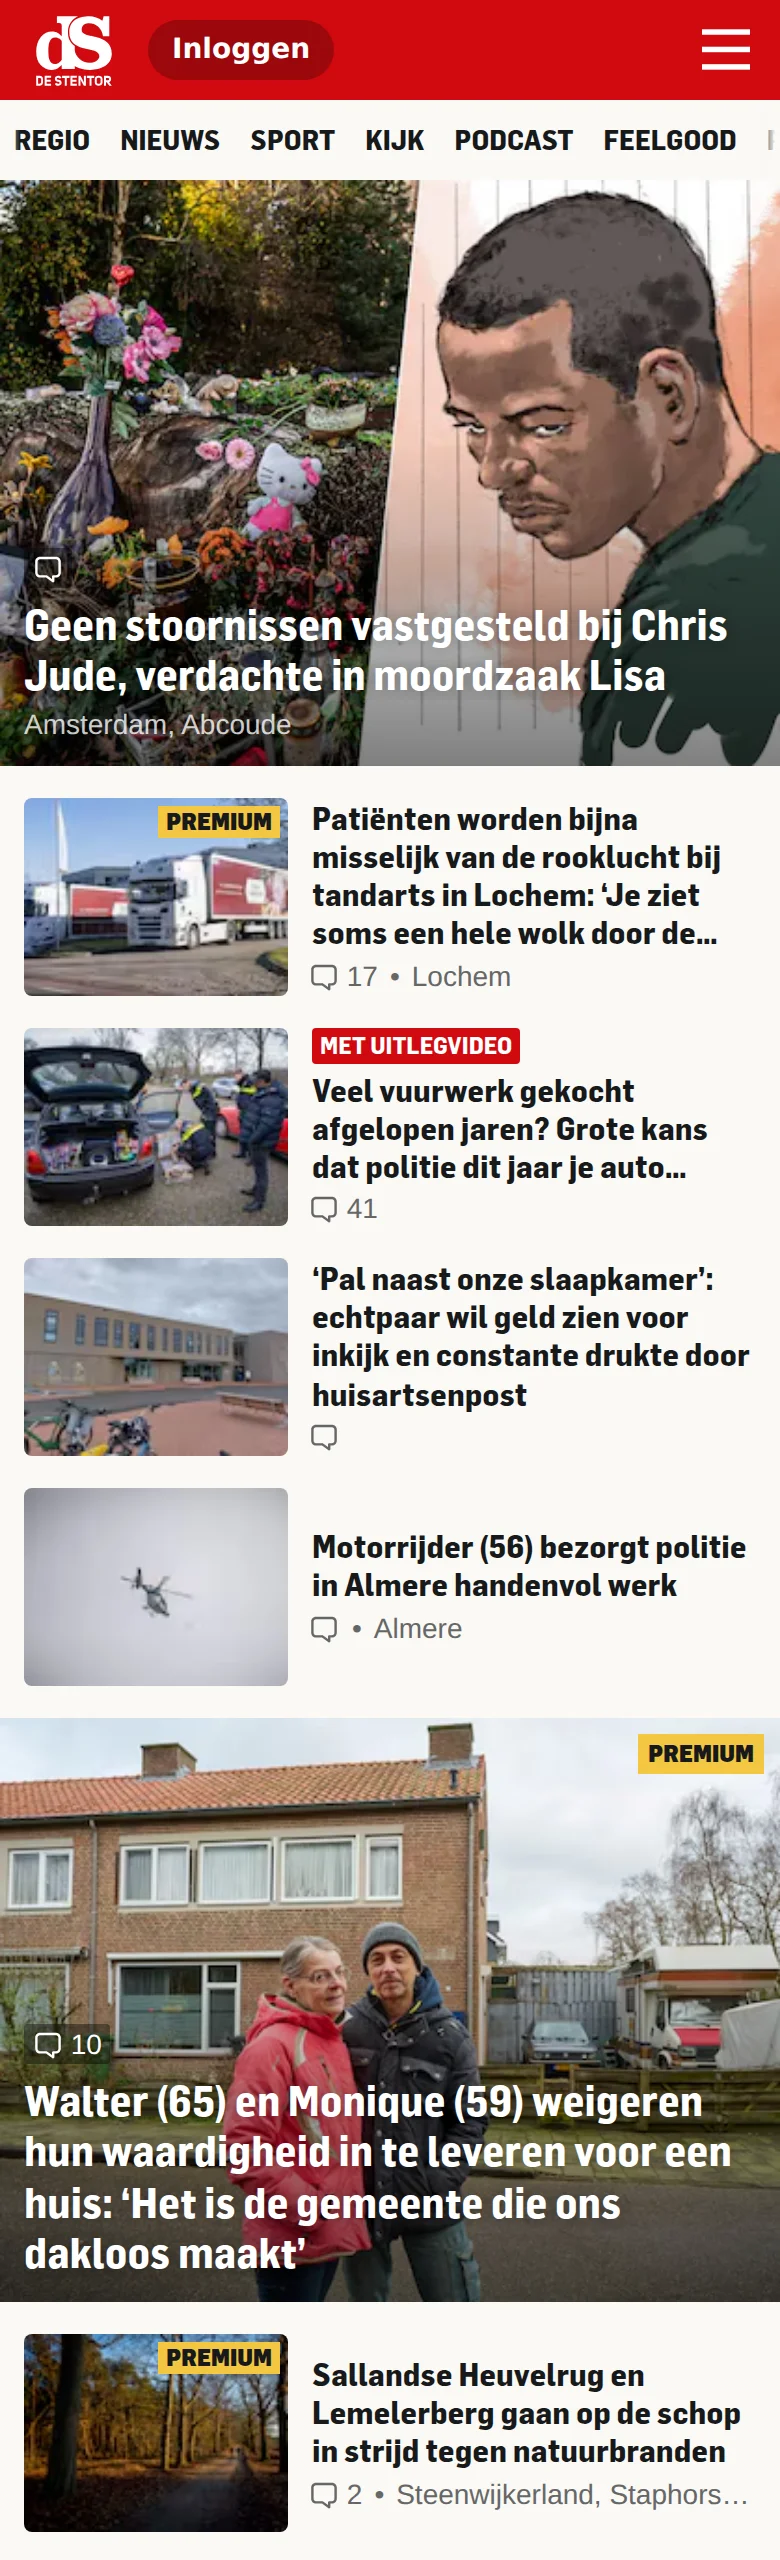 dS
DE STENTOR
Inloggen
REGIO NIEUWS SPORT KIJK PODCAST FEELGOOD
Geen stoornissen vastgesteld bij Chris
Jude, verdachte in moordzaak Lisa
Amsterdam, Abcoude
PREMIUM
Patiënten worden bijna
misselijk van de rooklucht bij
tandarts in Lochem: ‘Je ziet
soms een hele wolk door de...
17 • Lochem
MET UITLEGVIDEO
Veel vuurwerk gekocht
afgelopen jaren? Grote kans
dat politie dit jaar je auto...
41
‘Pal naast onze slaapkamer’:
echtpaar wil geld zien voor
inkijk en constante drukte door
huisartsenpost
Motorrijder (56) bezorgt politie
in Almere handenvol werk
• Almere
PREMIUM
10
Walter (65) en Monique (59) weigeren
hun waardigheid in te leveren voor een
huis: ‘Het is de gemeente die ons
dakloos maakt’
PREMIUM
Sallandse Heuvelrug en
Lemelerberg gaan op de schop
in strijd tegen natuurbranden
2 • Steenwijkerland, Staphors...